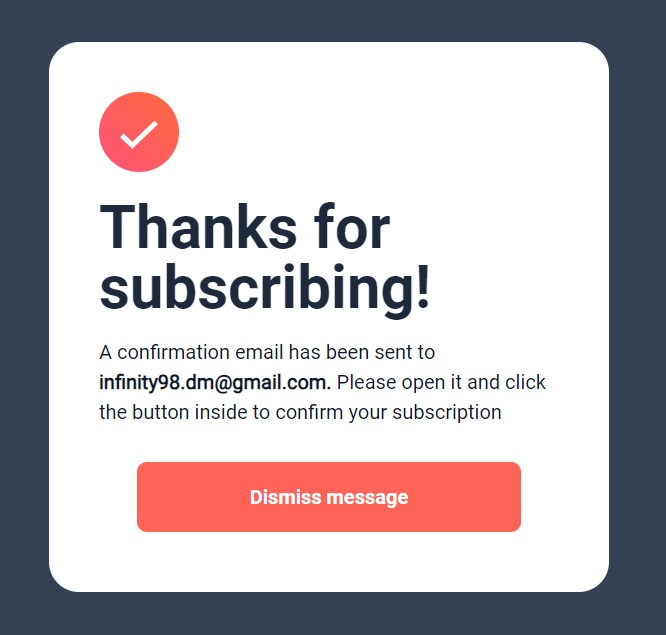 Thanks for
subscribing!
A confirmation email has been sent to
infinity98.dm@gmail.com. Please open it and click
the button inside to confirm your subscription
Dismiss message